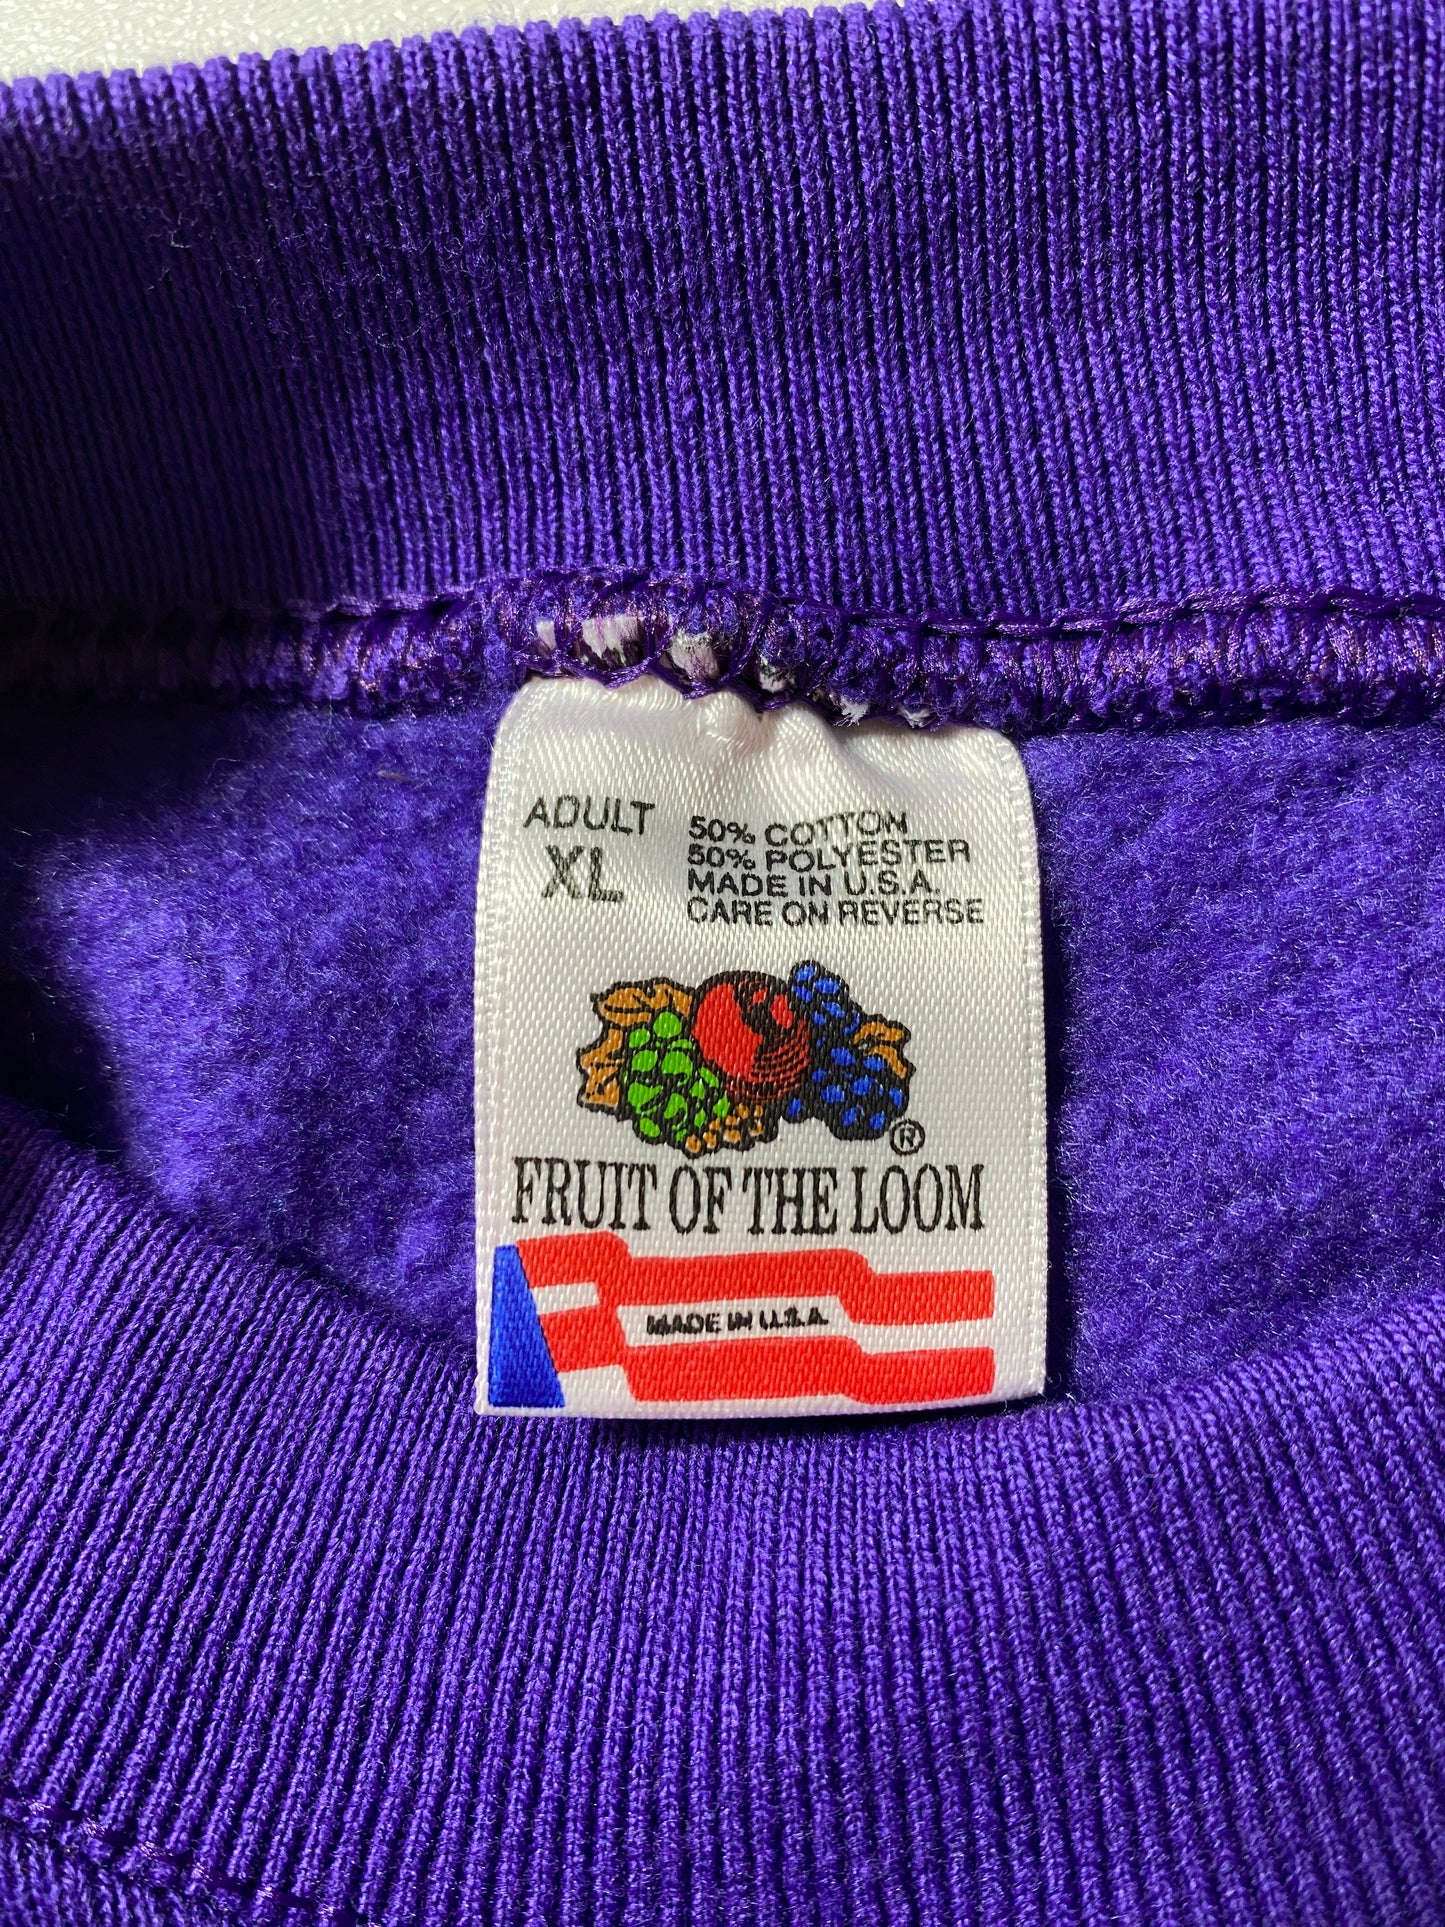 ADULT
XL
50% COTTON
50% POLYESTER
MADE IN U.S.A.
CARE ON REVERSE
®
FRUIT OF THE LOOM
MADE IN U.S.A.